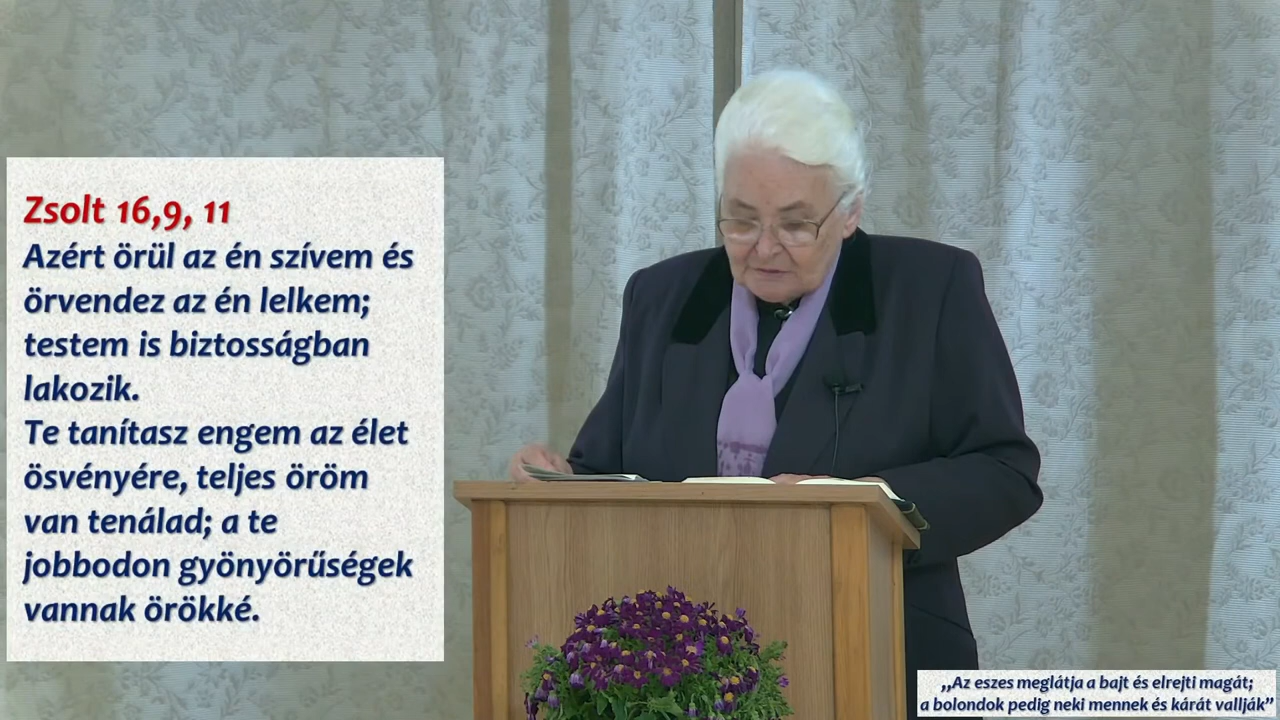 Zsolt 16,9, 11
Azért örül az én szívem és
örvendez az én lelkem;
testem is biztosságban
lakozik.
Te tanítasz engem az élet
ösvényére, teljes öröm
van tenálad; a te
jobbodon gyönyörűségek
vannak örökké.
„Az eszes meglátja a bajt és elrejti magát;
a bolondok pedig neki mennek és kárát vallják”